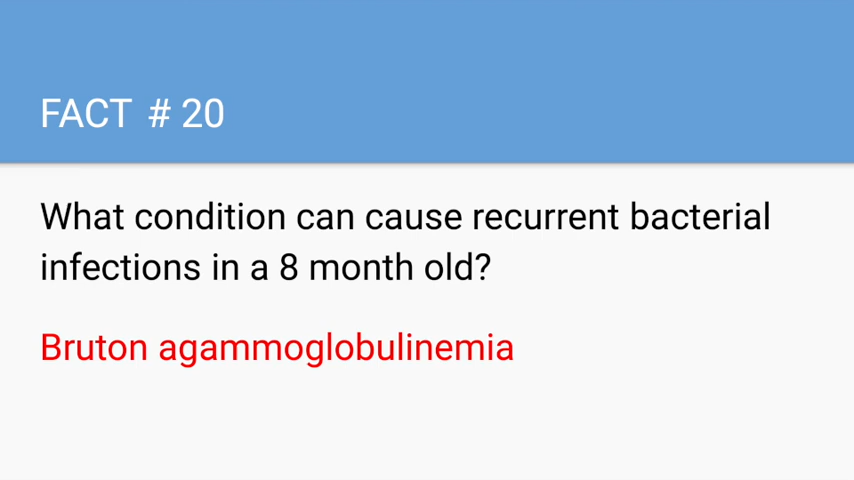 FACT # 20
What condition can cause recurrent bacterial
infections in a 8 month old?
Bruton agammoglobulinemia